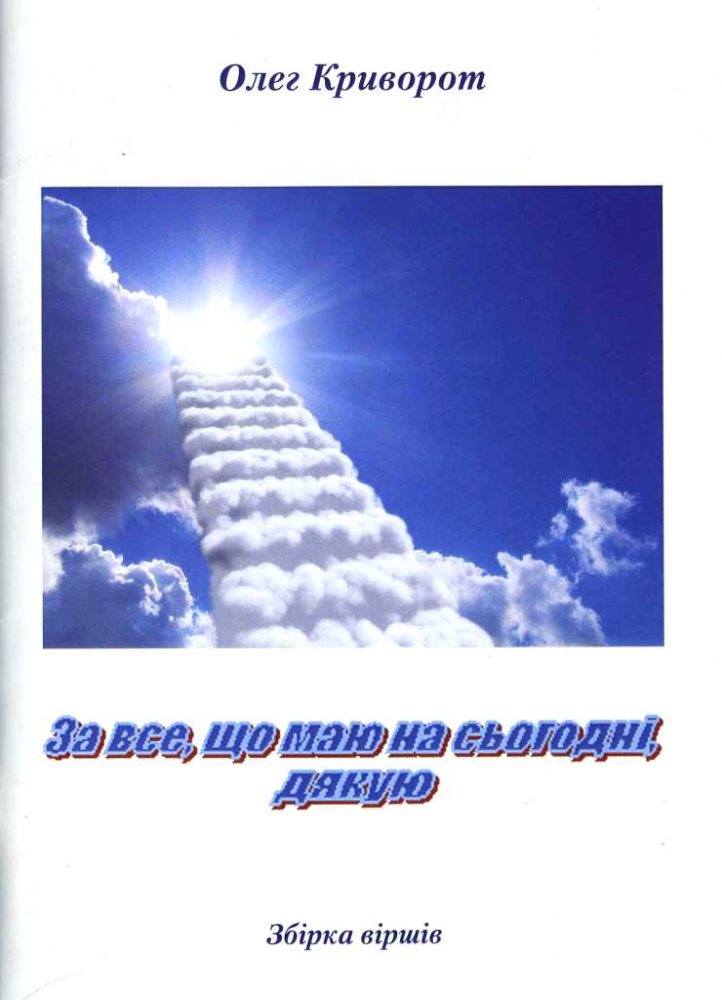 Олег Криворот
За все, що маю на сьогодні,
дякую
Збірка віршів